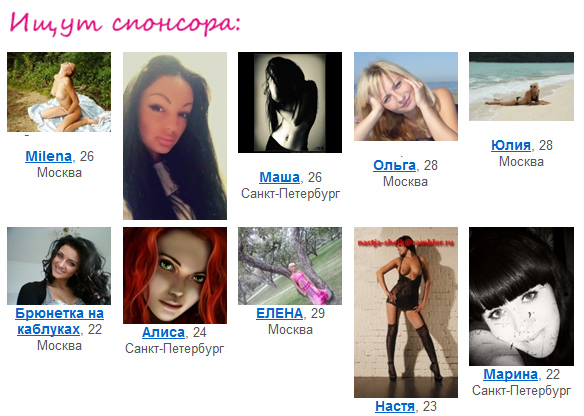 Ищут спонсора:
Milena, 26
Москва
Маша, 26
Санкт-Петербург
Ольга, 28
Москва
Юлия, 28
Москва
Брюнетка на
каблуках, 22
Москва
Алиса, 24
Санкт-Петербург
ЕЛЕНА, 29
Москва
Настя, 23
Марина, 22
Санкт-Петербург